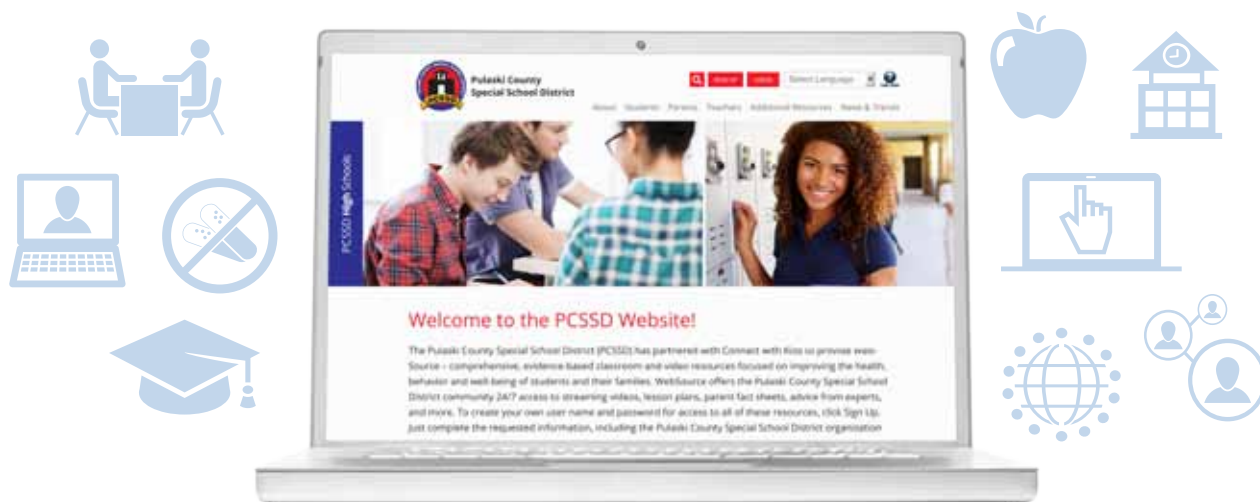 PCSSD
Pulaski County
Special School District
SIGN UP
LOGIN
Select Language
About Students Parents Teachers Additional Resources News & Trends
PCSSD High Schools
Welcome to the PCSSD Website!
The Pulaski County Special School District (PCSSD) has partnered with Connect with Kids to provide Web-
Source – comprehensive, evidence-based classroom and video resources focused on improving the health,
behavior and well being of students and their families. WebSource offers the Pulaski County Special School
District community 24/7 access to streaming videos, lesson plans, parent fact sheets, advice from experts,
and more. To create your own user name and password for access to all of these resources, click Sign Up.
Just complete the requested information, including the Pulaski County Special School District organization